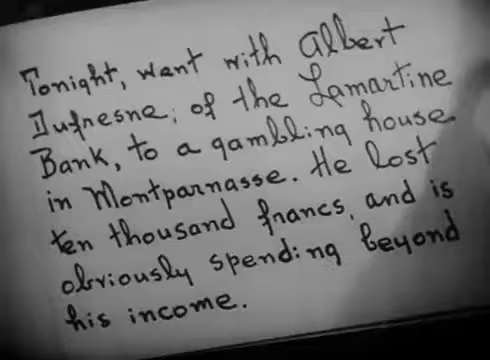 Tonight, went with Albert
Dufresne, of the Lamartine
Bank, to a gambling house
in Montparnasse. He lost
ten thousand francs, and is
obviously spending beyond
his income.